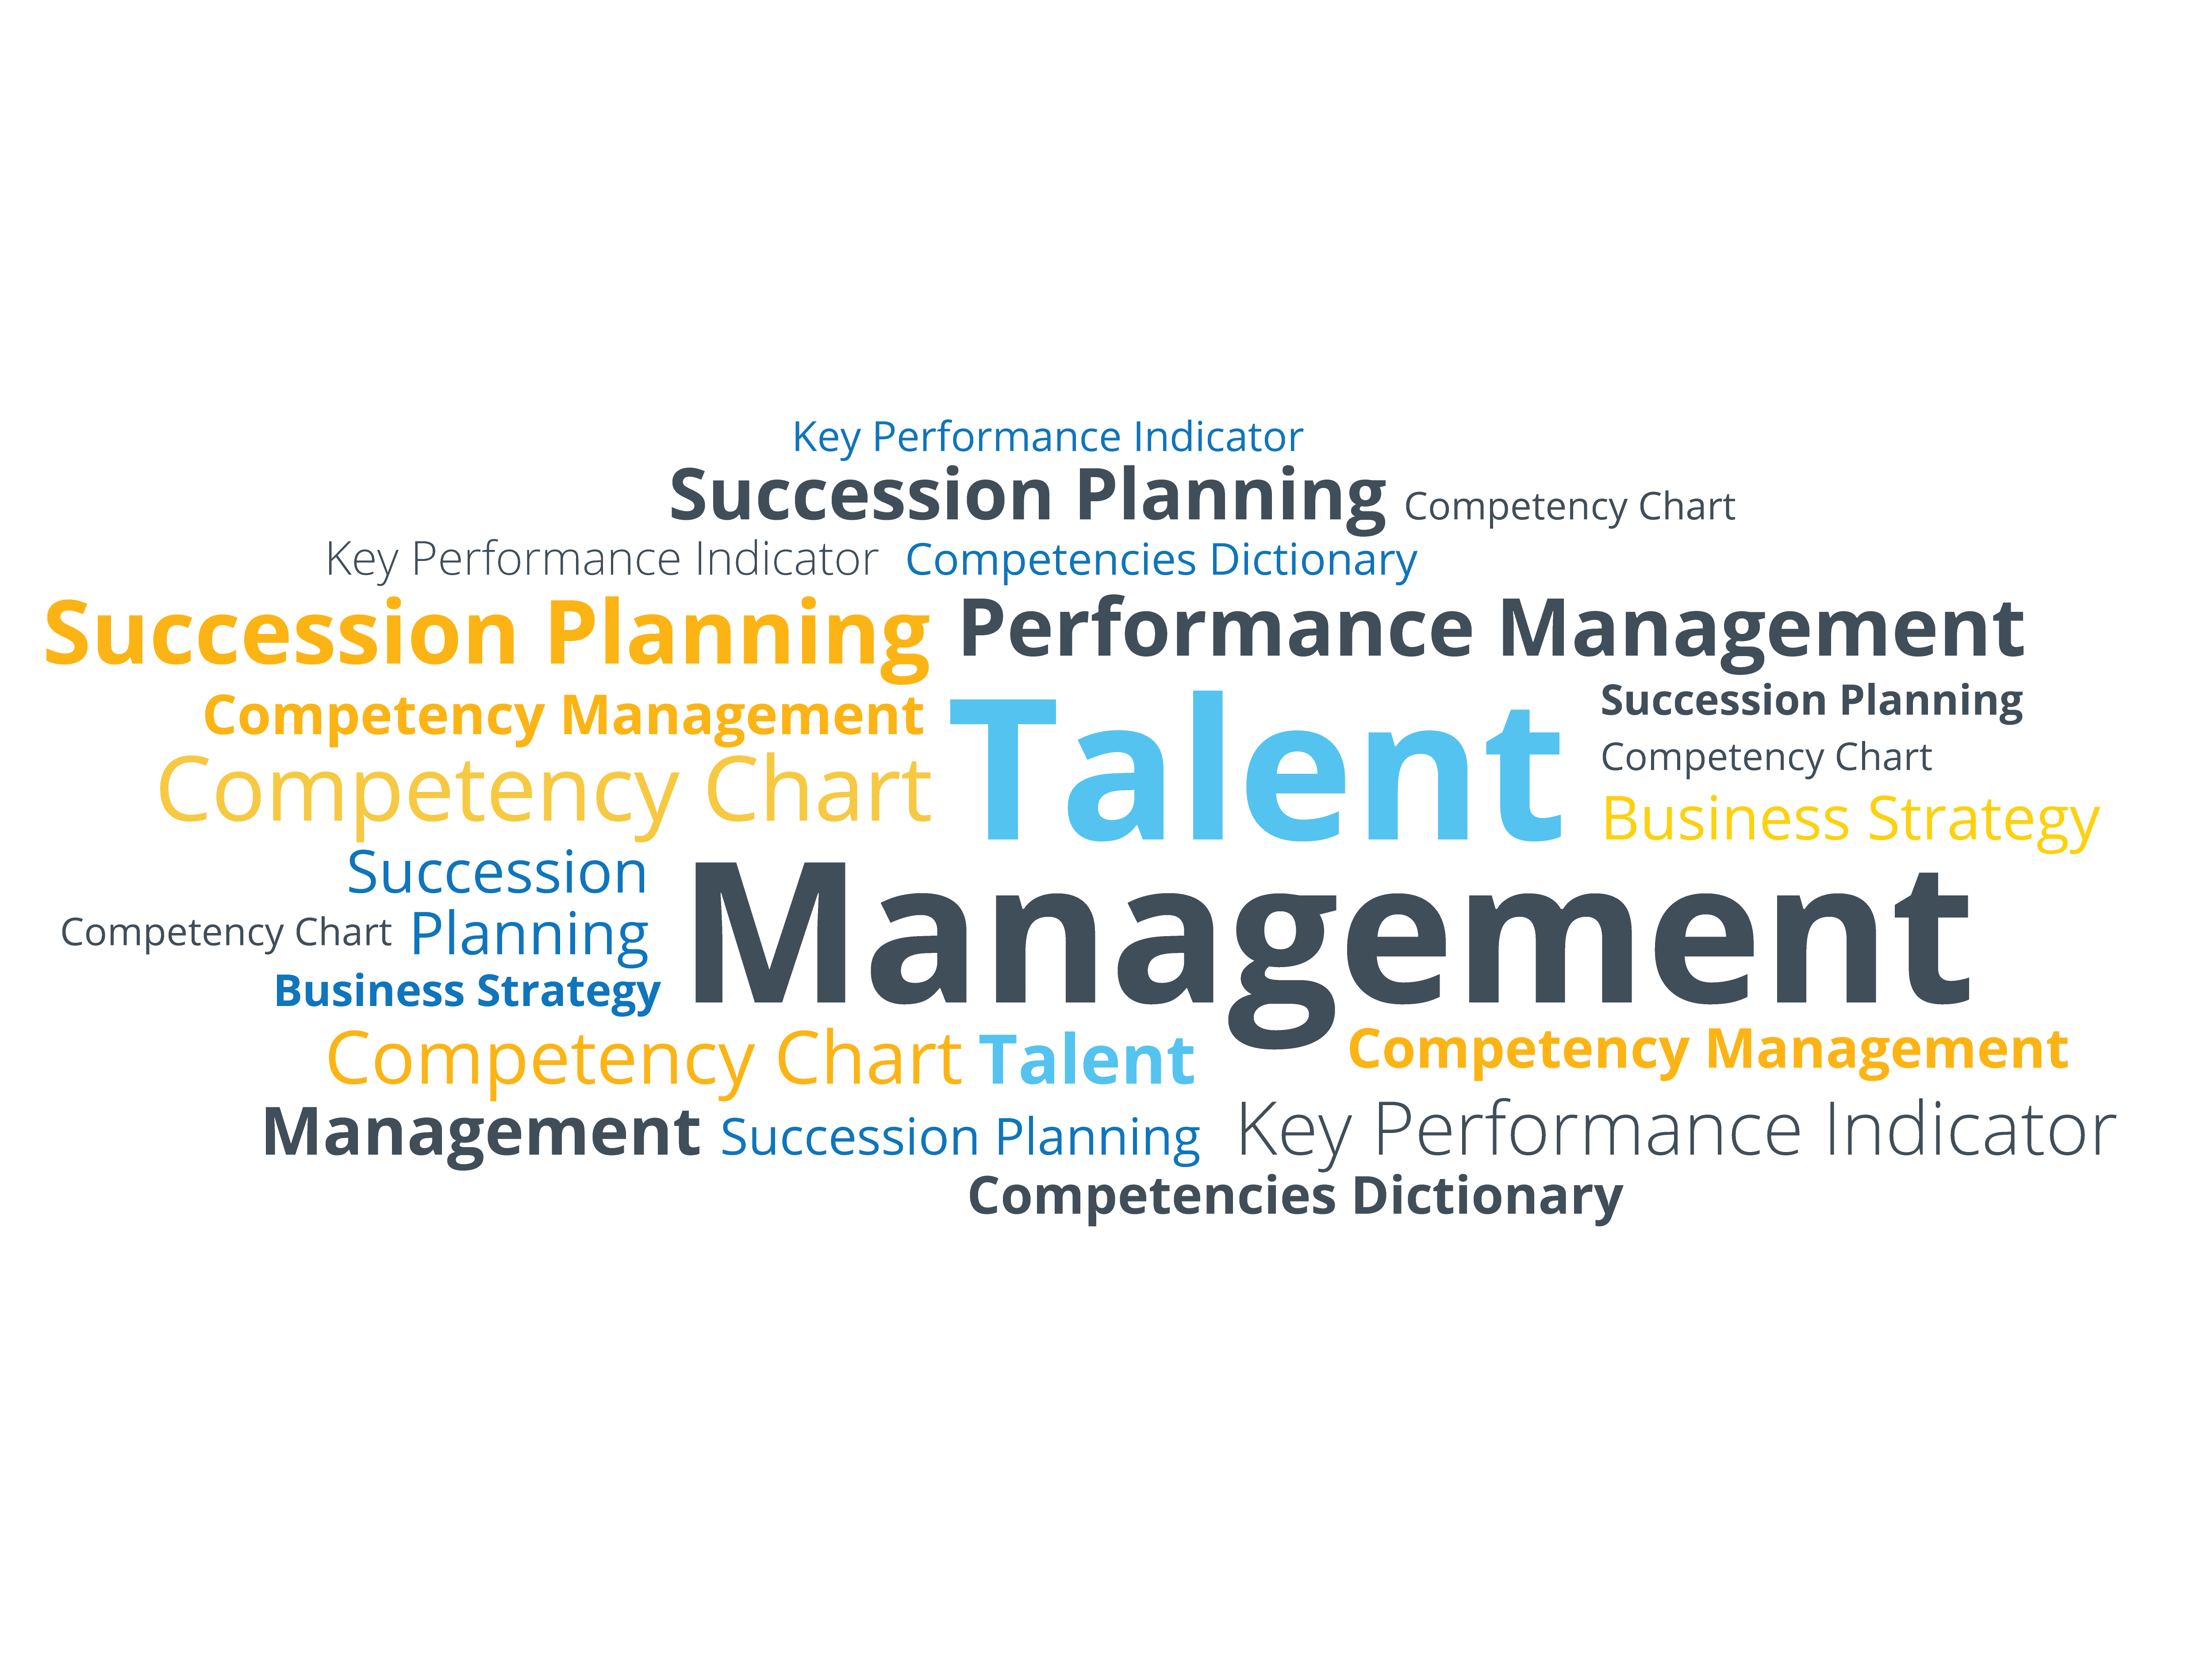 Key Performance Indicator
Succession Planning Competency Chart
Key Performance Indicator Competencies Dictionary
Succession Planning Performance Management
Competency Management Talent Succession Planning
Competency Chart
Competency Chart
Business Strategy
Succession
Management
Competency Chart Planning
Business Strategy
Competency Chart Talent Competency Management
Management Succession Planning Key Performance Indicator
Competencies Dictionary